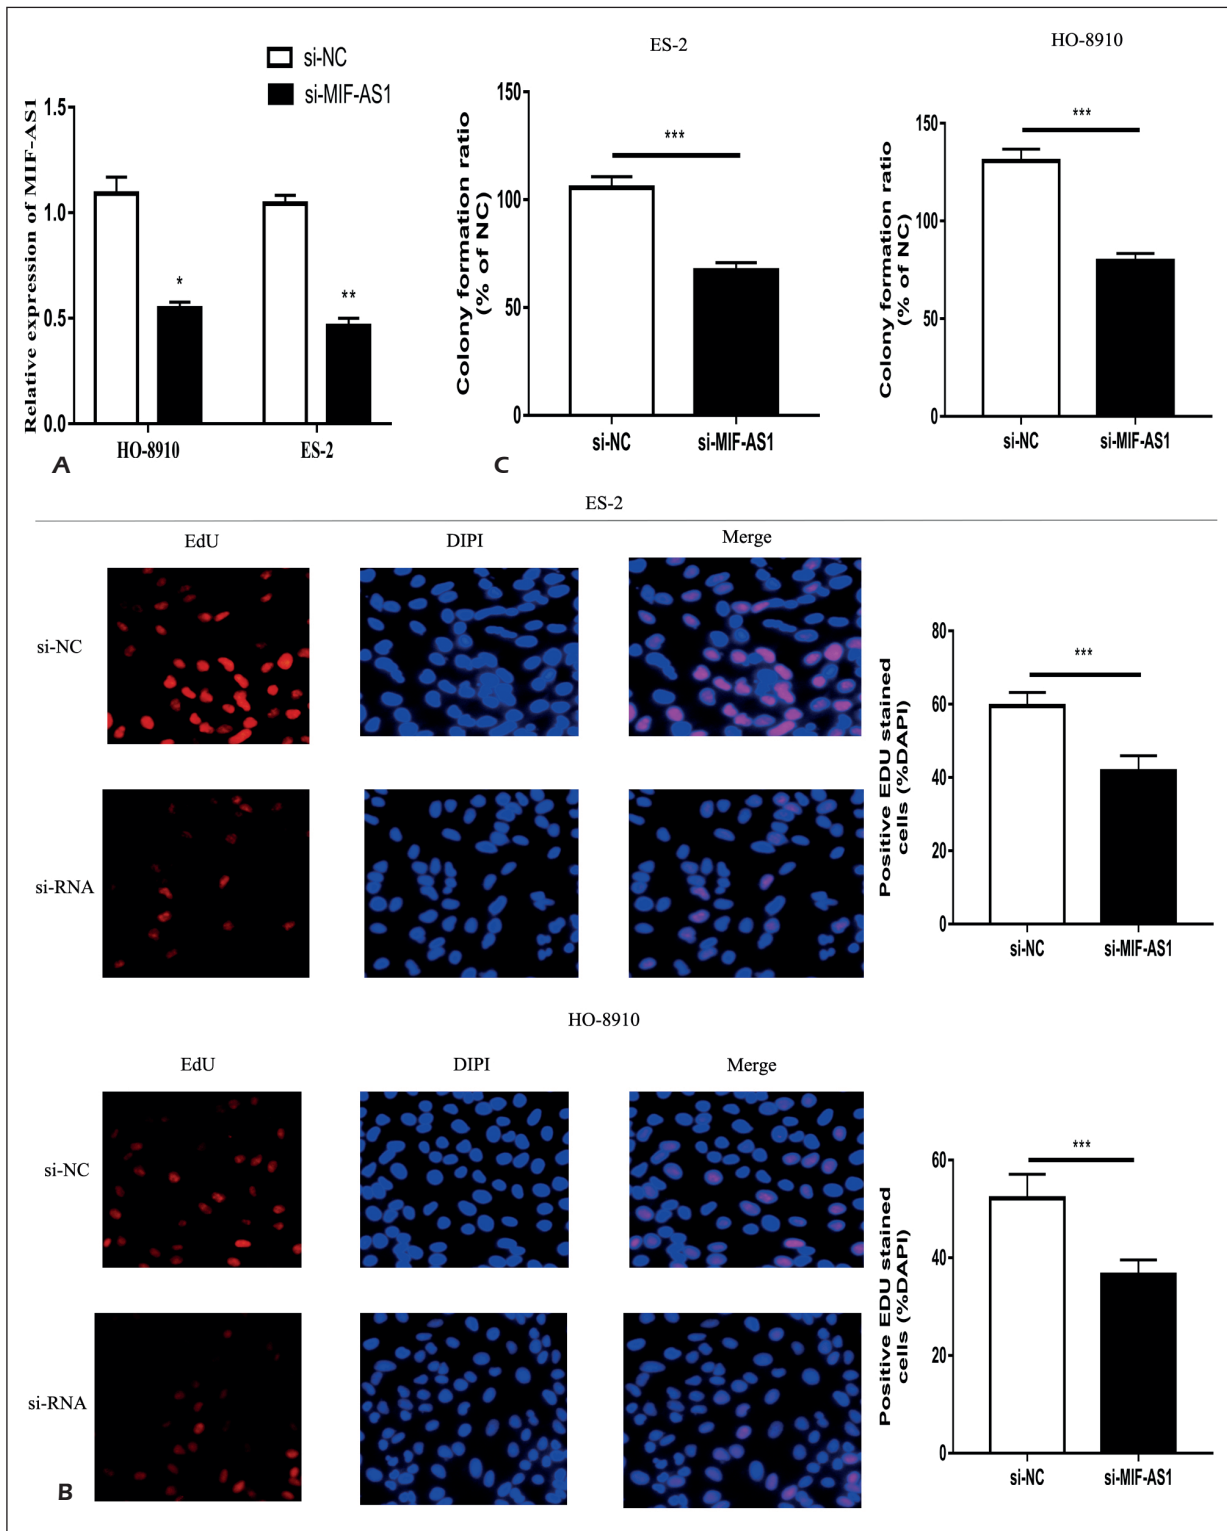 si-NC
si-MIF-AS1
Relative expression of MIF-AS1
1.5
1.0
0.5
0.0
*
**
HO-8910
ES-2
A
ES-2
Colony formation ratio
(% of NC)
150
100
50
0
***
si-NC
si-MIF-AS1
C
HO-8910
Colony formation ratio
(% of NC)
150
100
50
0
***
si-NC
si-MIF-AS1
ES-2
EdU
DIPI
Merge
si-NC
si-RNA
Positive EDU stained
cells (%DAPI)
80
60
40
20
0
***
si-NC
si-MIF-AS1
HO-8910
EdU
DIPI
Merge
si-NC
si-RNA
Positive EDU stained
cells (%DAPI)
60
40
20
0
***
si-NC
si-MIF-AS1
B